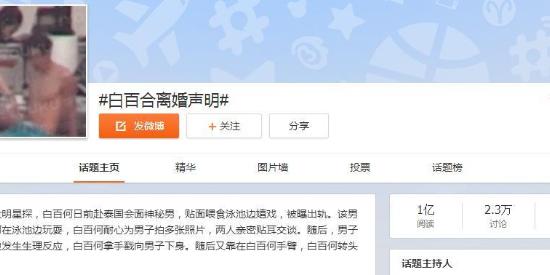 #白百合离婚声明#
发微博
+ 关注
分享
话题主页
精华
图片墙
投票
话题榜
明星探，白百何日前赴泰国会面神秘男，贴面喂食泳池边嬉戏，被曝出轨。该男
在泳池边玩耍，白百何耐心为男子拍多张照片，两人亲密贴耳交谈。随后，男子
发生生理反应，白百何拿手戳向男子下身。随后又靠在白百何手臂，白百何转头
1亿
2.3万
阅读
讨论
话题主持人